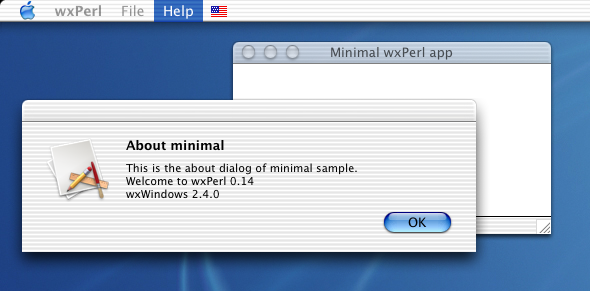 wxPerl File Help
Minimal wxPerl app
About minimal
This is the about dialog of minimal sample.
Welcome to wxPerl 0.14
wxWindows 2.4.0
OK